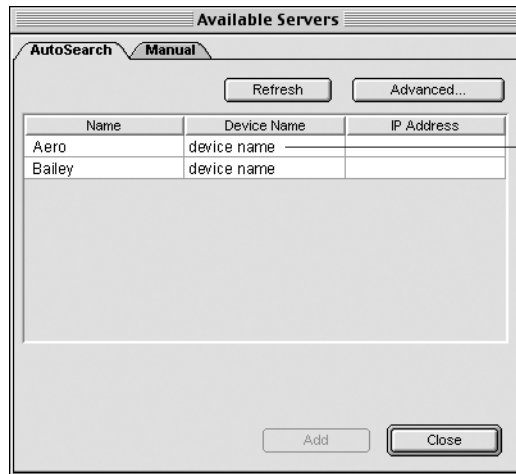 Available Servers
AutoSearch Manual
Refresh Advanced...
Name Device Name IP Address
Aero device name
Bailey device name
Add Close